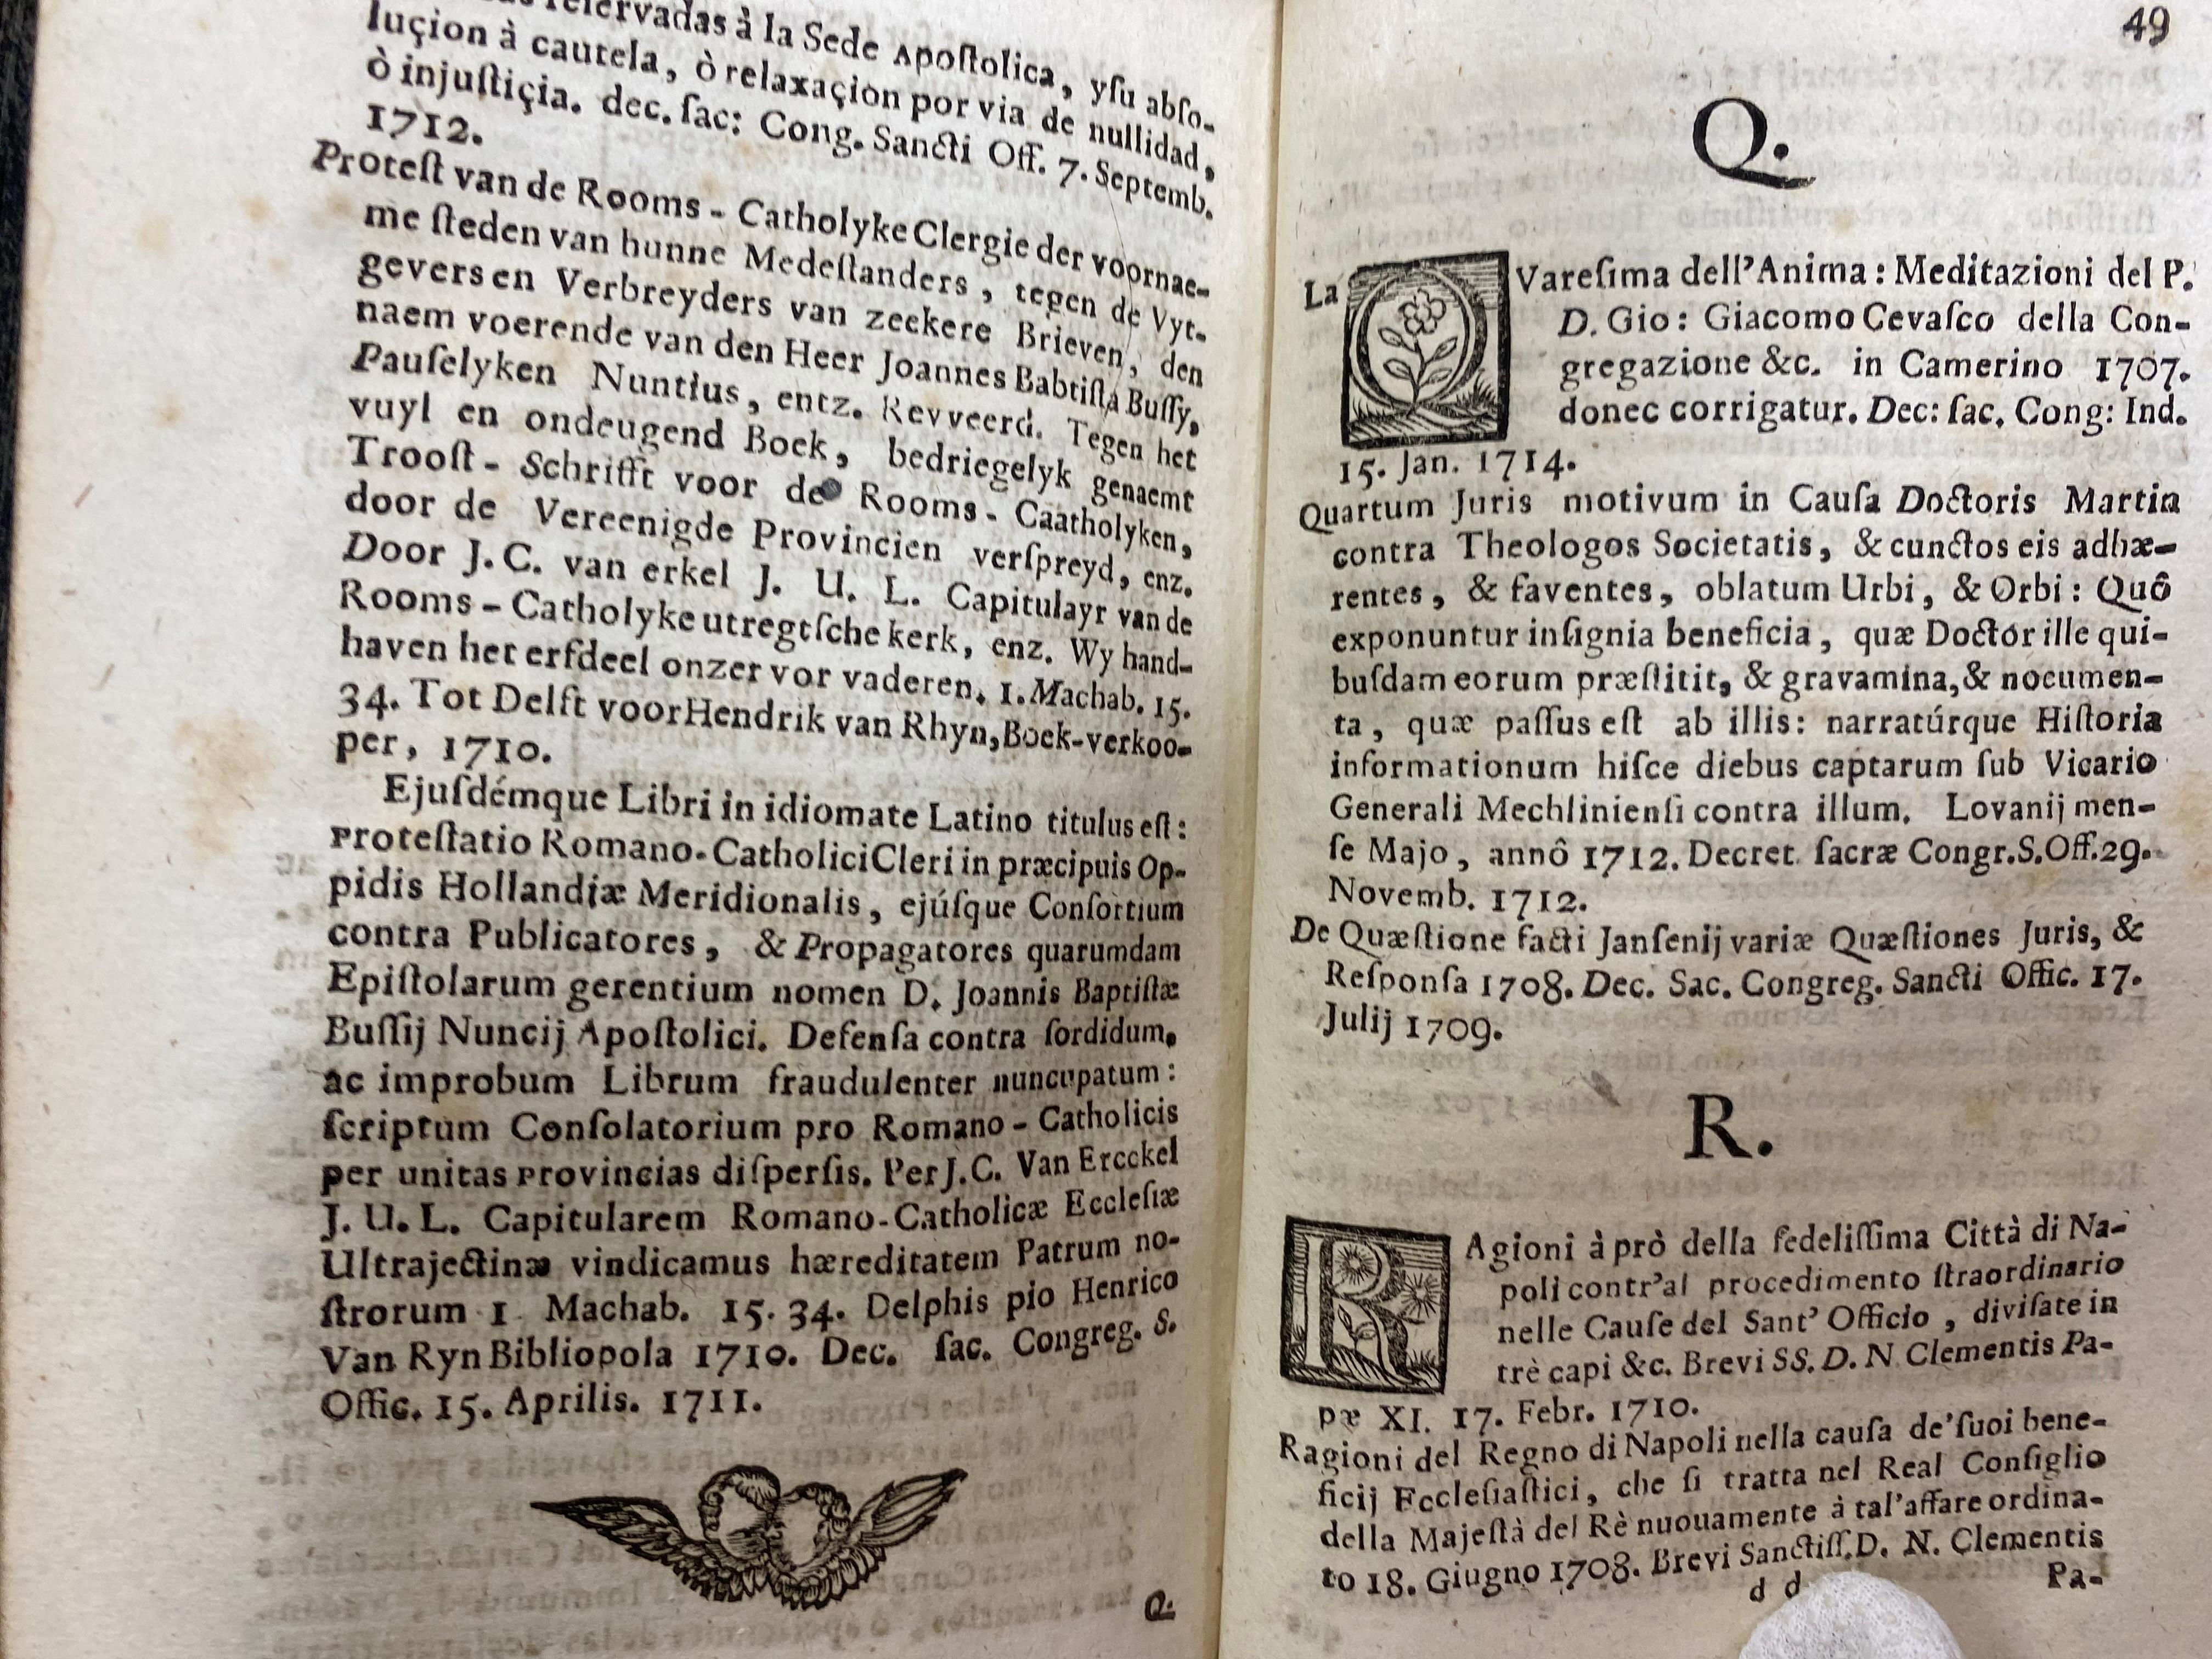 reſervadas à la Sede Apoſtolica, yſu abſo-
luçion à cautela, ò relaxaçion por via de nullidad,
ò injuſtiçia. dec. ſac: Cong. Sancti Off. 7. Septemb.
1712.
Proteſt van de Rooms - Catholyke Clergie der voornae-
me ſteden van hunne Medeſtanders, tegen de Vyt-
gevers en Verbreyders van zeekere Brieven, den
naem voerende van den Heer Joannes Babtiſta Buſſy,
Pauſelyken Nuntius, entz. Revveerd. Tegen het
vuyl en ondeugend Boek, bedriegelyk genaemt
Trooſt - Schrifft voor de Rooms - Caatholyken,
door de Vereenigde Provincien verſpreyd, enz.
Door J. C. van erkel J. U. L. Capitulayr van de
Rooms - Catholyke utregtſche kerk, enz. Wy hand-
haven het erfdeel onzer vor vaderen. 1. Machab. 15.
34. Tot Delft voor Hendrik van Rhyn, Boek-verkoo-
per, 1710.
Ejuſdémque Libri in idiomate Latino titulus eſt:
Proteſtatio Romano-Catholici Cleri in præcipuis Op-
pidis Hollandiæ Meridionalis, ejúſque Conſortium
contra Publicatores, & Propagatores quarumdam
Epiſtolarum gerentium nomen D. Joannis Baptiſtæ
Buſſij Nuncij Apoſtolici. Defenſa contra ſordidum,
ac improbum Librum fraudulenter nuncupatum:
ſcriptum Conſolatorium pro Romano - Catholicis
per unitas Provincias diſperſis. Per J. C. Van Ercckel
J. U. L. Capitularem Romano-Catholicæ Eccleſiæ
Ultrajectinæ vindicamus hæreditatem Patrum no-
ſtrorum 1 Machab. 15. 34. Delphis pio Henrico
Van Ryn Bibliopola 1710. Dec. ſac. Congreg. S.
Offic. 15. Aprilis. 1711.
Q.
49
Q.
La QVareſima dell'Anima: Meditazioni del P.
D. Gio: Giacomo Cevaſco della Con-
gregazione &c. in Camerino 1707.
donec corrigatur. Dec: ſac. Cong: Ind.
15. Jan. 1714.
Quartum Juris motivum in Cauſa Doctoris Martin
contra Theologos Societatis, & cunctos eis adhæ-
rentes, & faventes, oblatum Urbi, & Orbi: Quô
exponuntur inſignia beneficia, quæ Doctor ille qui-
buſdam eorum præſtitit, & gravamina, & nocumen-
ta, quæ paſſus eſt ab illis: narratúrque Hiſtoria
informationum hiſce diebus captarum ſub Vicario
Generali Mechlinienſi contra illum. Lovanij men-
ſe Majo, annô 1712. Decret ſacræ Congr. S. Off. 29.
Novemb. 1712.
De Quæſtione facti Janſenij variæ Quæſtiones Juris, &
Reſponſa 1708. Dec. Sac. Congreg. Sancti Offic. 17.
Julij 1709.
R.
RAgioni à prò della fedeliſſima Città di Na-
poli contr'al procedimento ſtraordinario
nelle Cauſe del Sant' Officio, diviſate in
trè capi &c. Brevi SS. D. N Clementis Pa-
pæ XI. 17. Febr. 1710.
Ragioni del Regno di Napoli nella cauſa de'ſuoi bene-
ficij Eccleſiaſtici, che ſi tratta nel Real Conſiglio
della Majeſtà del Rè nuouamente à tal'affare ordina-
to 18. Giugno 1708. Brevi Sanctiſſ. D. N. Clementis
d d
Pa-